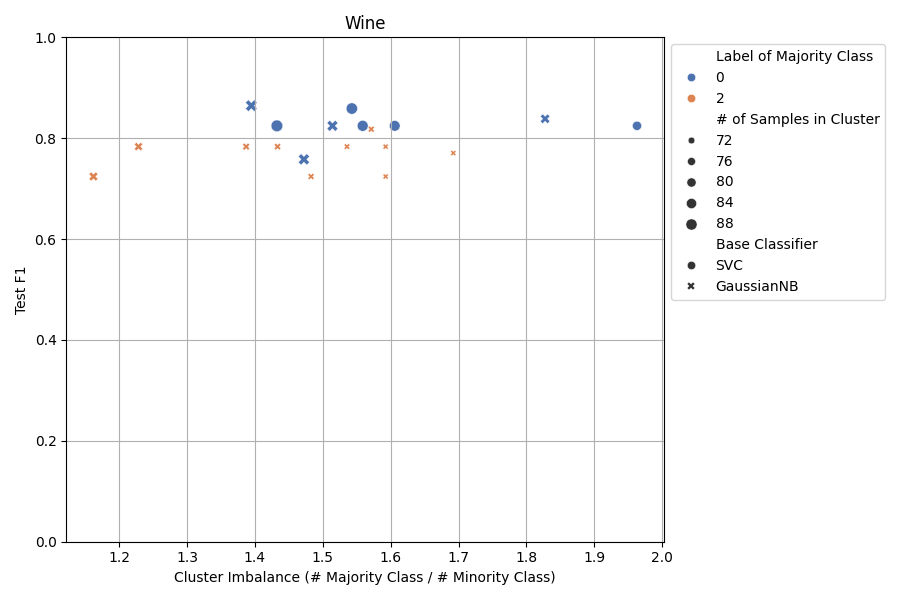 Wine
1.0
0.8
0.6
0.4
0.2
0.0
Test F1
1.2 1.3 1.4 1.5 1.6 1.7 1.8 1.9 2.0
Cluster Imbalance (# Majority Class / # Minority Class)
Label of Majority Class
0
2
# of Samples in Cluster
72
76
80
84
88
Base Classifier
SVC
GaussianNB